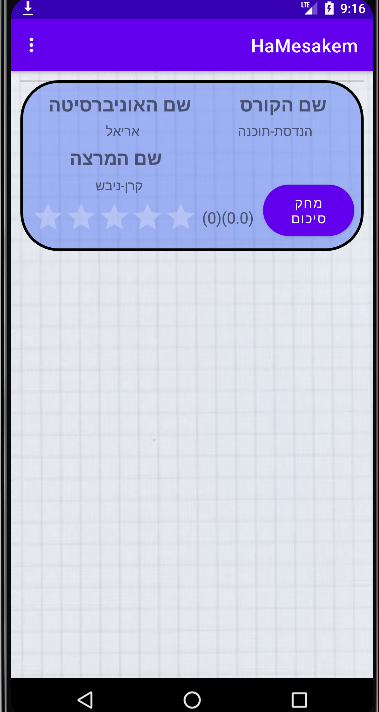 LTE 9:16
HaMesakem
שם הקורס
שם האוניברסיטה
הנדסת-תוכנה
אריאל
שם המרצה
קרן-ניבש
מחק
סיכום
(0)(0.0)